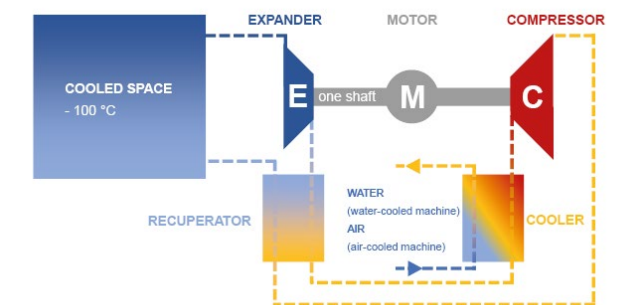 EXPANDER
MOTOR
COMPRESSOR
COOLED SPACE
- 100 °C
E
one shaft
M
C
WATER
(water-cooled machine)
AIR
(air-cooled machine)
RECUPERATOR
COOLER